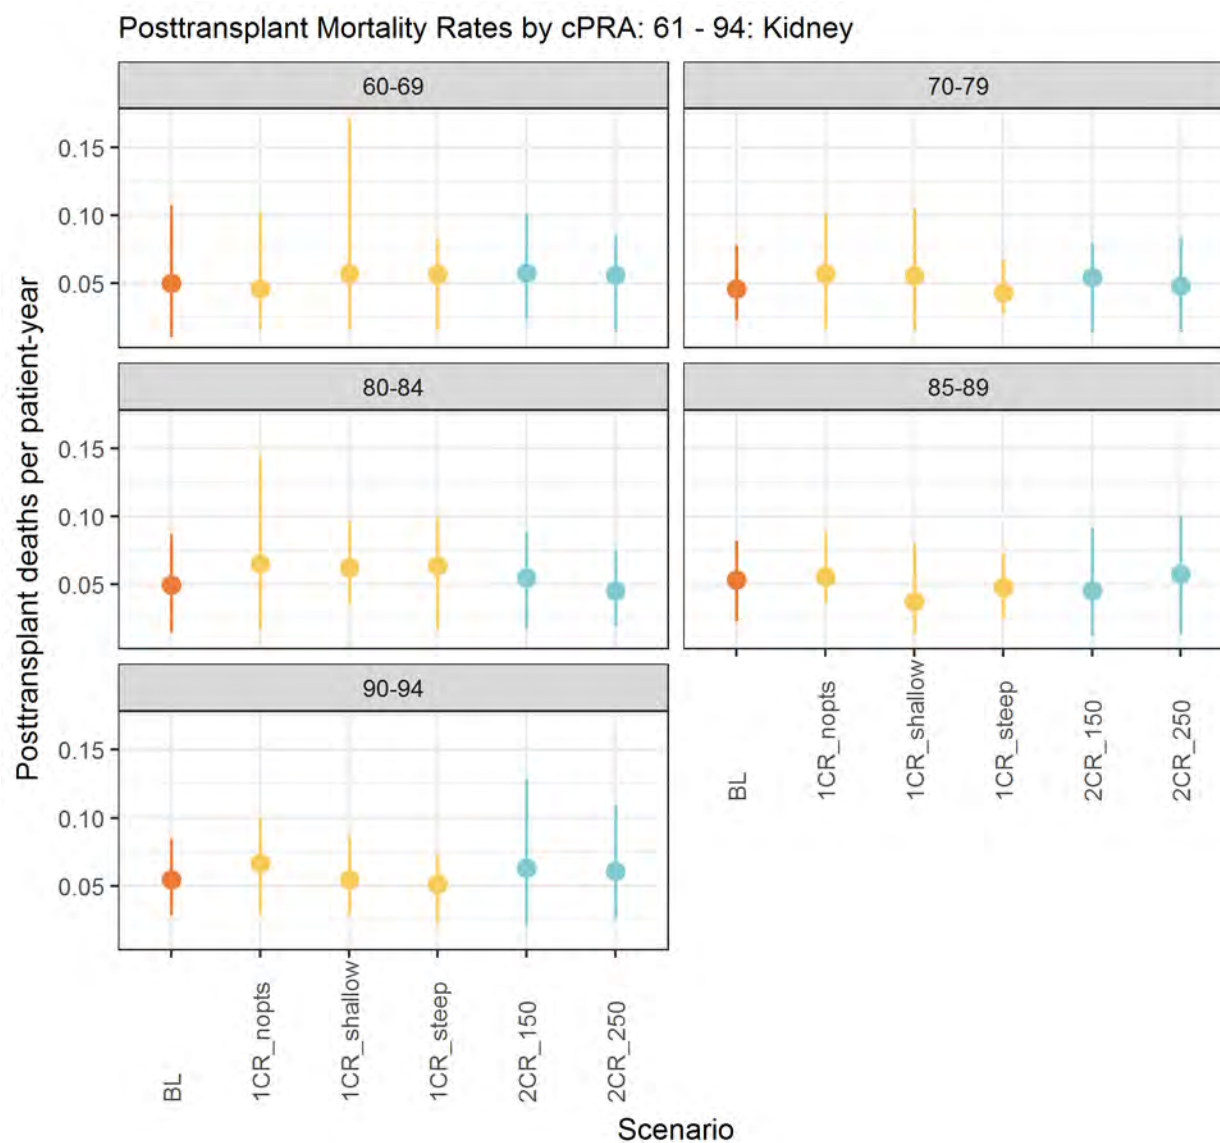 Posttransplant Mortality Rates by cPRA: 61 - 94: Kidney
60-69
70-79
0.15
0.10
0.05
80-84
85-89
0.15
0.10
0.05
90-94
0.15
0.10
0.05
BL
1CR_nopts
1CR_shallow
1CR_steep
2CR_150
2CR_250
BL
1CR_nopts
1CR_shallow
1CR_steep
2CR_150
2CR_250
Posttransplant deaths per patient-year
Scenario